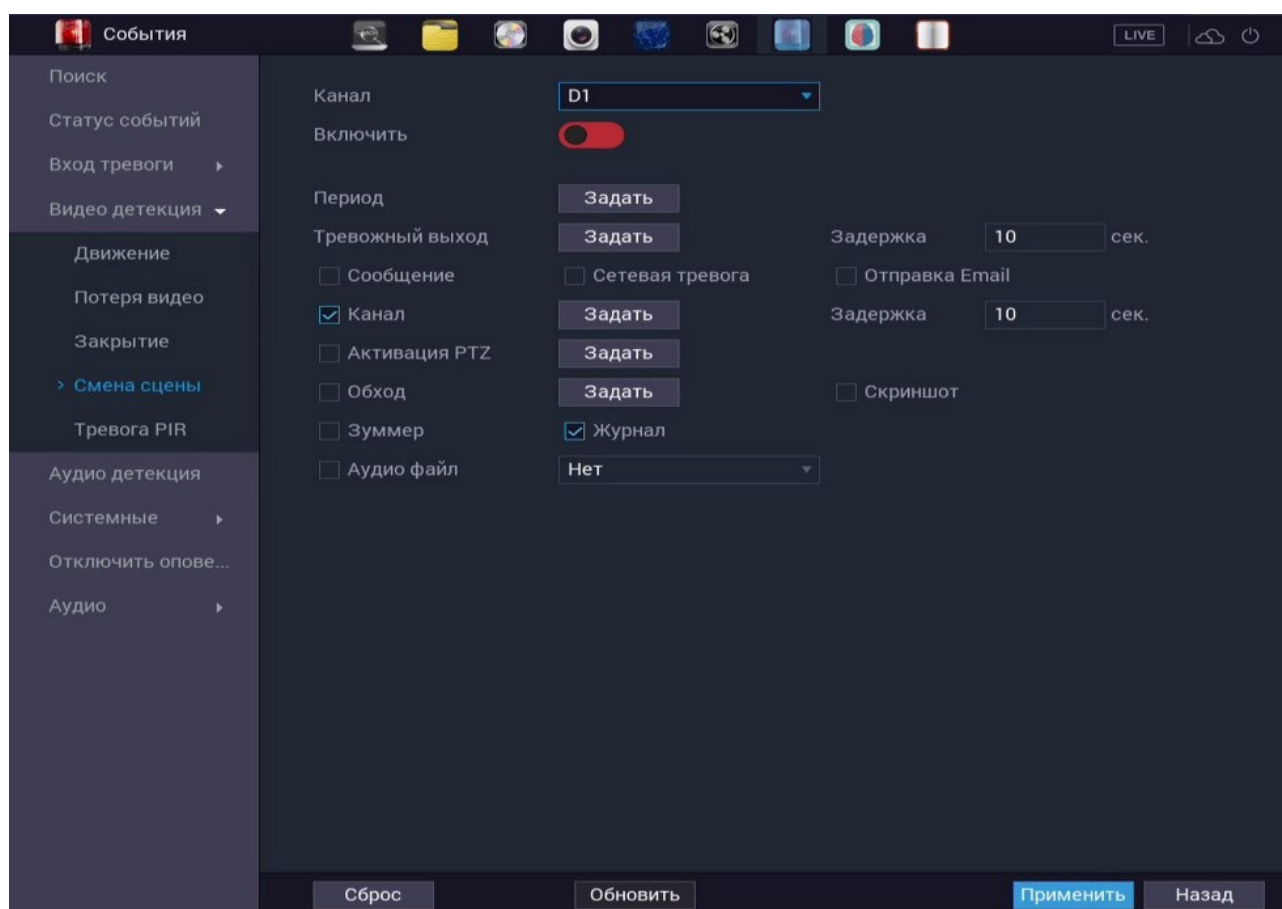 События
LIVE
Поиск
Статус событий
Вход тревоги
Видео детекция
Движение
Потеря видео
Закрытие
Смена сцены
Тревога PIR
Аудио детекция
Системные
Отключить опове...
Аудио
Канал D1
Включить
Период Задать
Тревожный выход Задать Задержка 10 сек.
Сообщение Сетевая тревога Отправка Email
Канал Задать Задержка 10 сек.
Активация PTZ Задать
Обход Задать Скриншот
Зуммер Журнал
Аудио файл Нет
Сброс Обновить Применить Назад